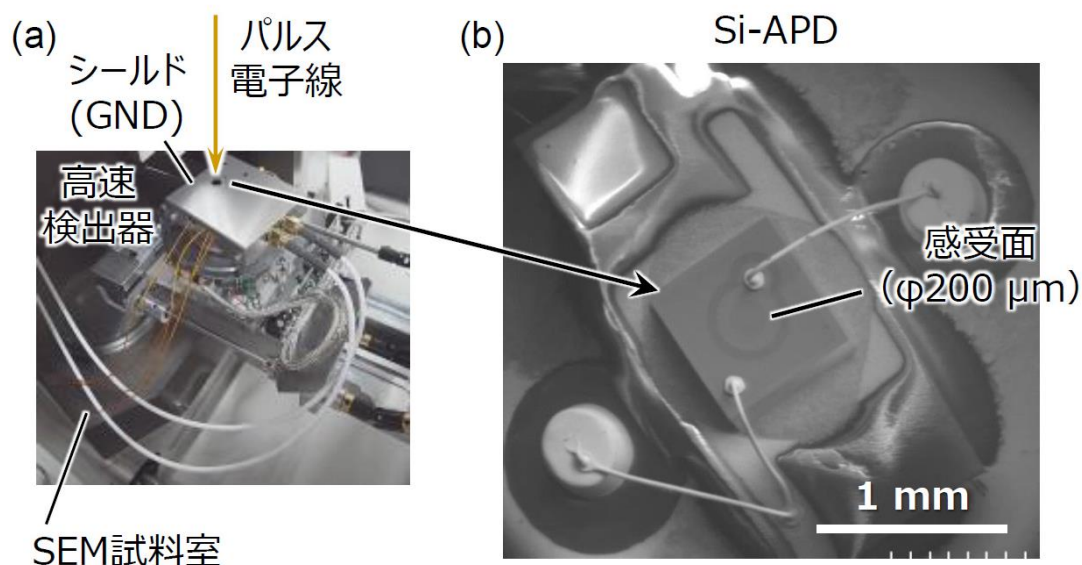 (a)
パルス
電子線
シールド
(GND)
高速
検出器
SEM試料室
(b)
Si-APD
感受面
(φ200 μm)
1 mm